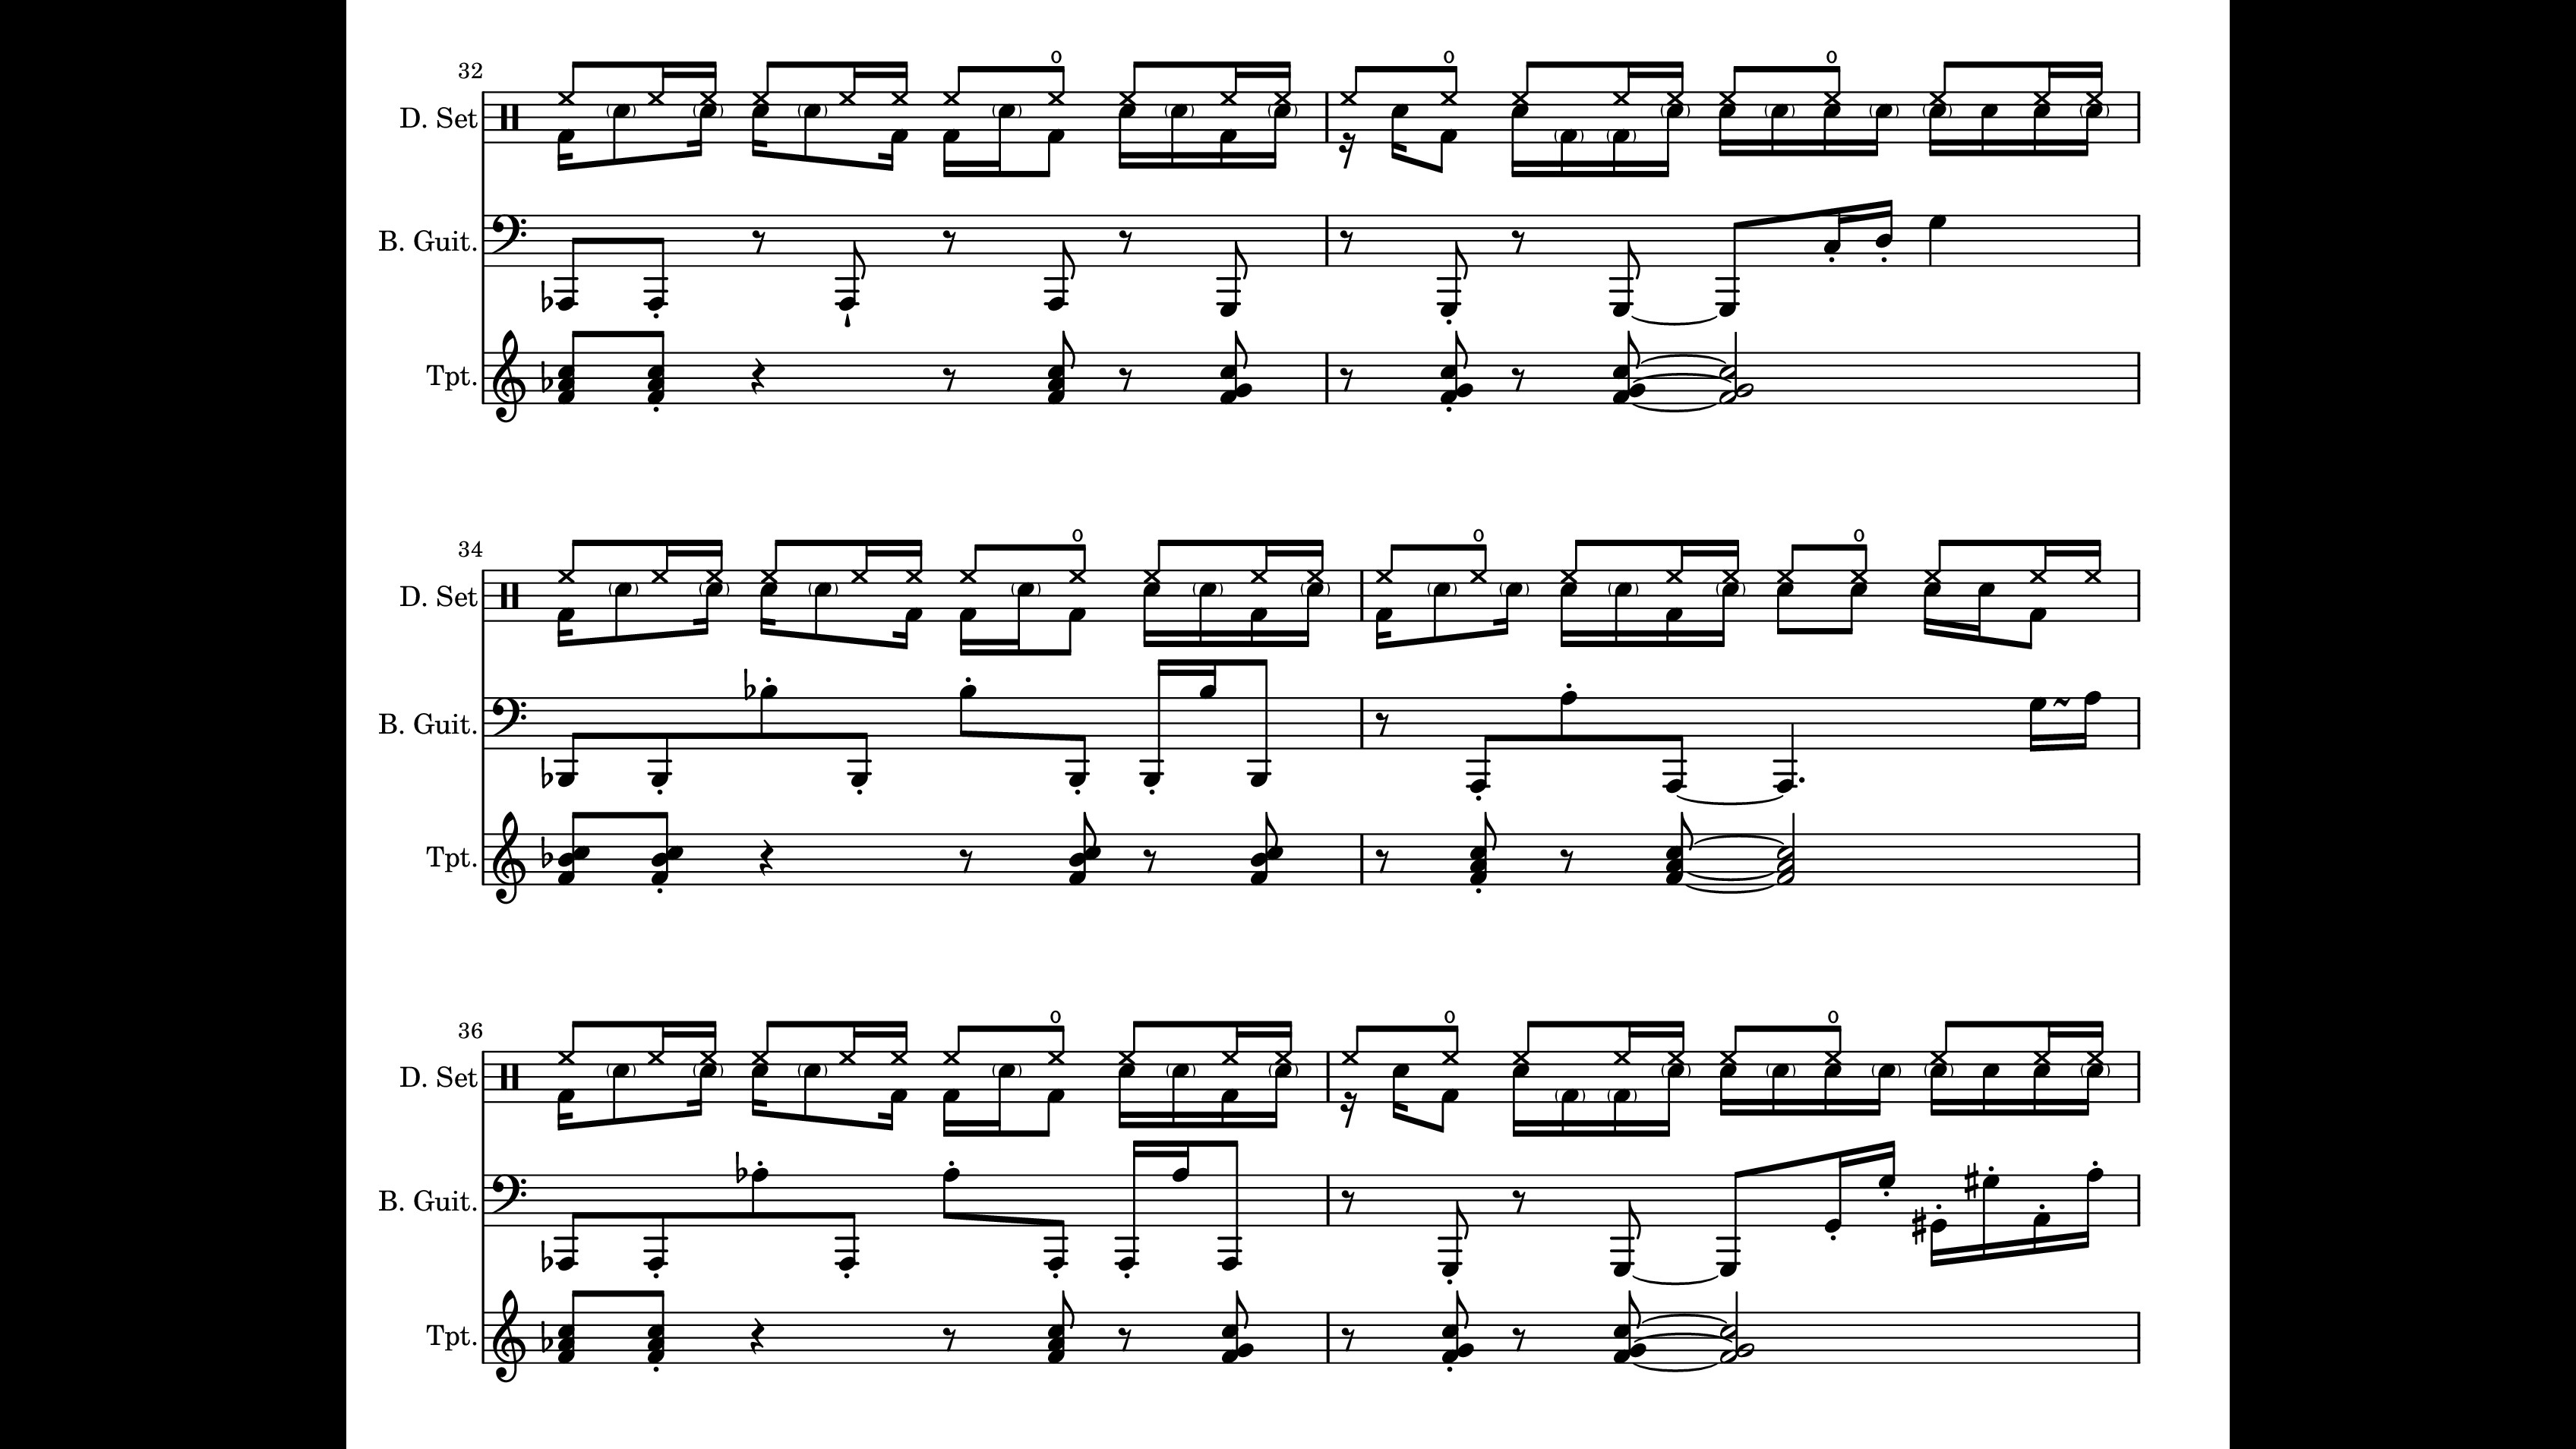 32
D. Set
B. Guit.
Tpt.
34
D. Set
B. Guit.
Tpt.
36
D. Set
B. Guit.
Tpt.